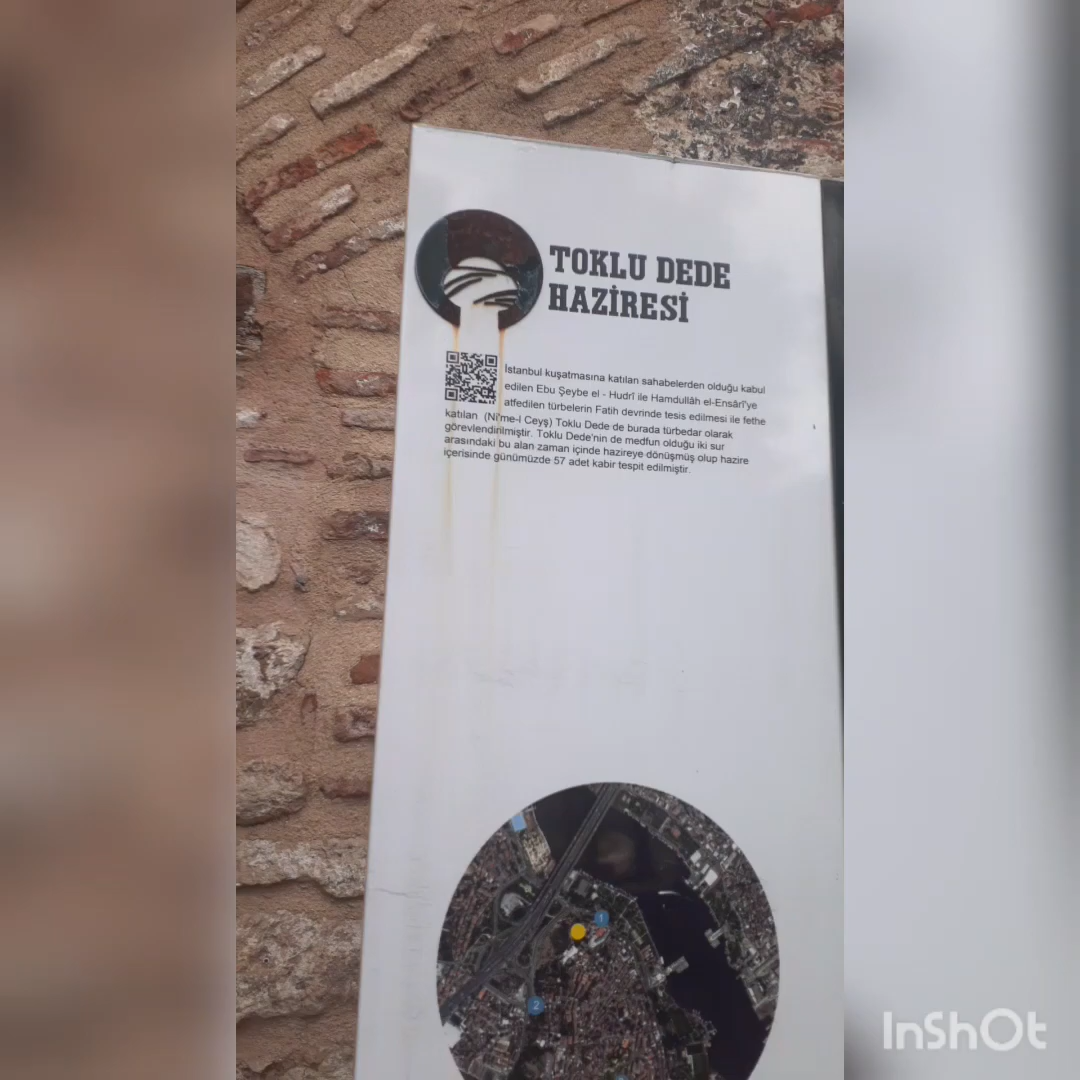 TOKLU DEDE
HAZİRESİ
İstanbul kuşatmasına katılan sahabelerden olduğu kabul
edilen Ebu Şeybe el - Hudrî ile Hamdullâh el-Ensârî'ye
atfedilen türbelerin Fatih devrinde tesis edilmesi ile fethe
katılan (Ni'me-l Ceyş) Toklu Dede de burada türbedar olarak
görevlendirilmiştir. Toklu Dede'nin de medfun olduğu iki sur
arasındaki bu alan zaman içinde hazireye dönüşmüş olup hazire
içerisinde günümüzde 57 adet kabir tespit edilmiştir.
1
2
InShOt